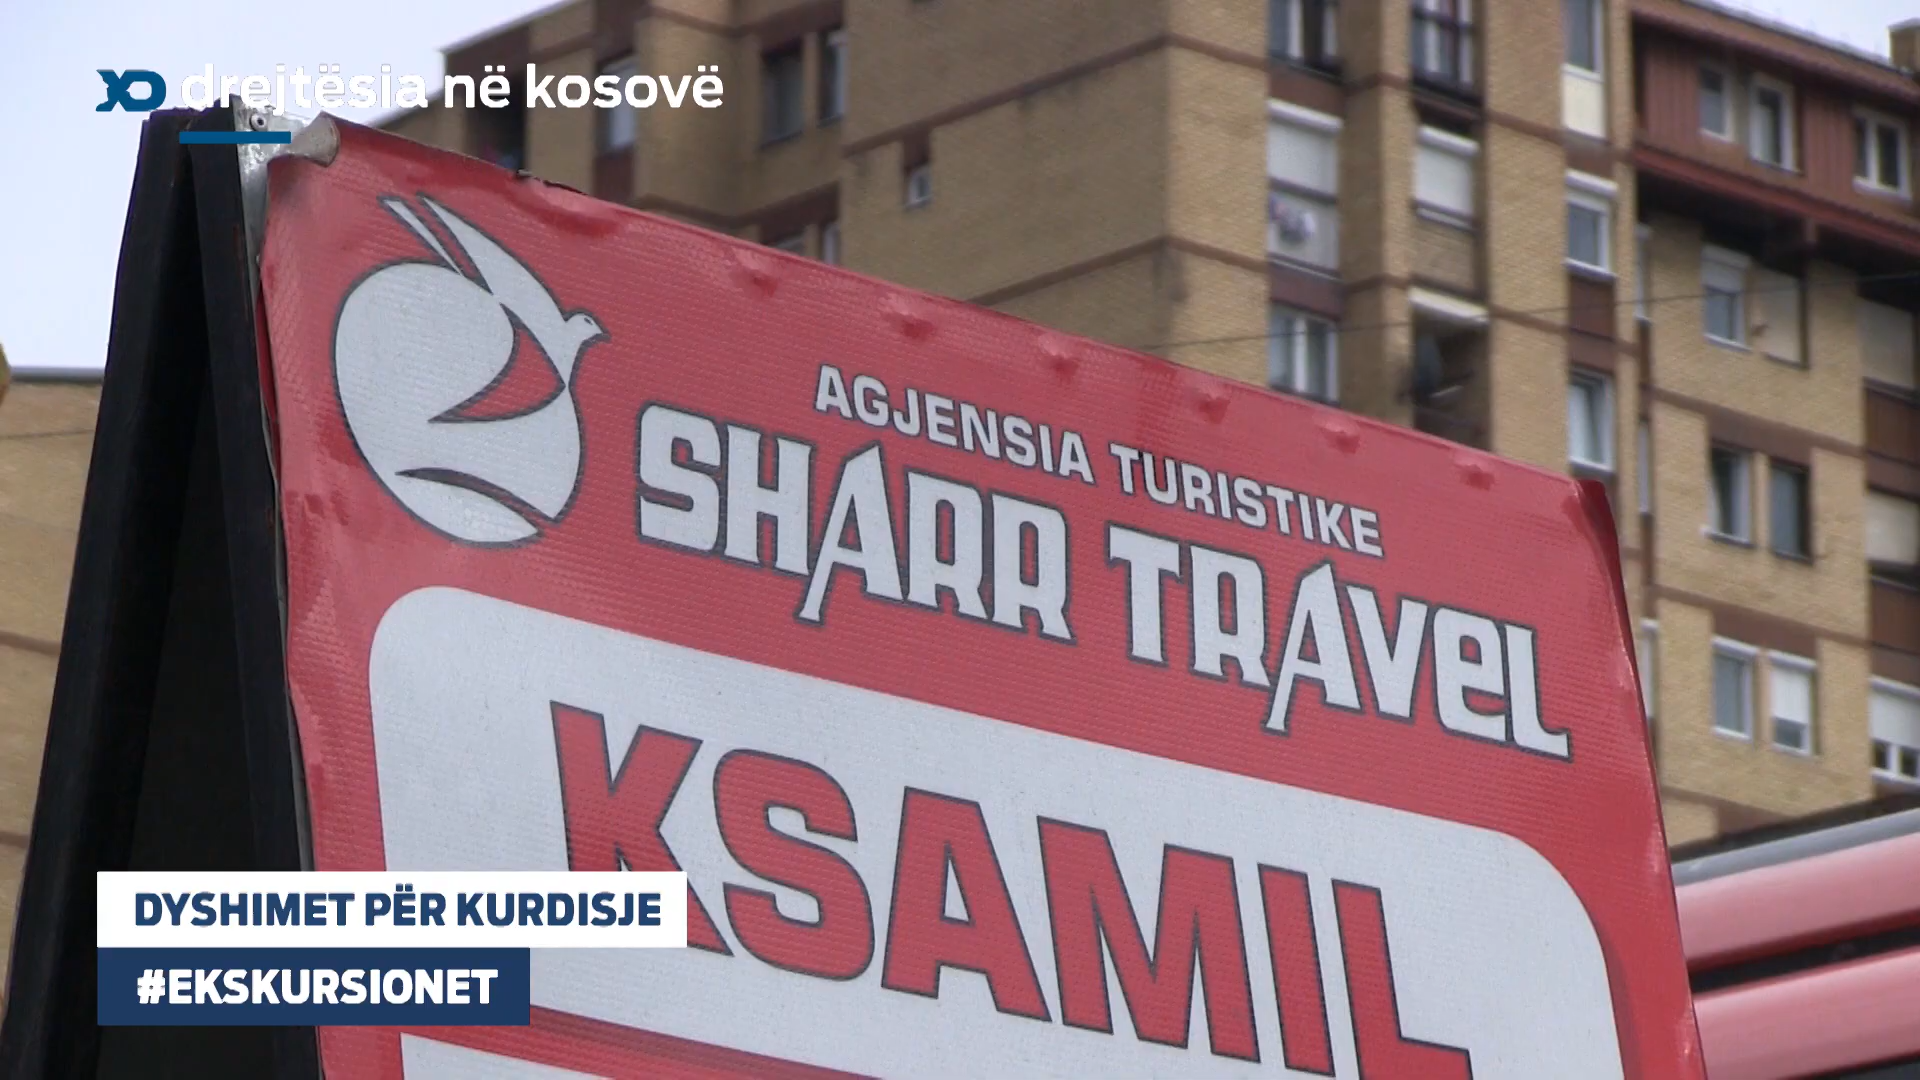 drejtësia në kosovë
AGJENSIA TURISTIKE
SHARR TRAVEL
KSAMIL
DYSHIMET PËR KURDISJE
#EKSKURSIONET